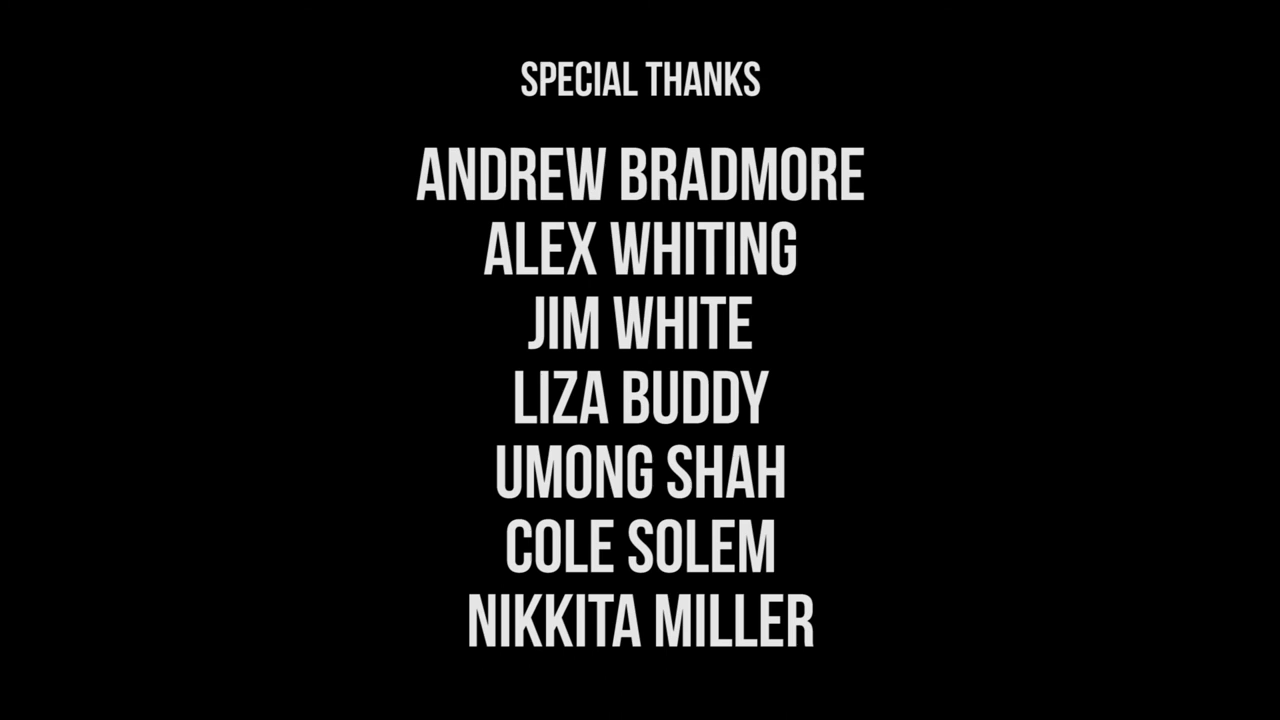 SPECIAL THANKS
ANDREW BRADMORE
ALEX WHITING
JIM WHITE
LIZA BUDDY
UMONG SHAH
COLE SOLEM
NIKKITA MILLER